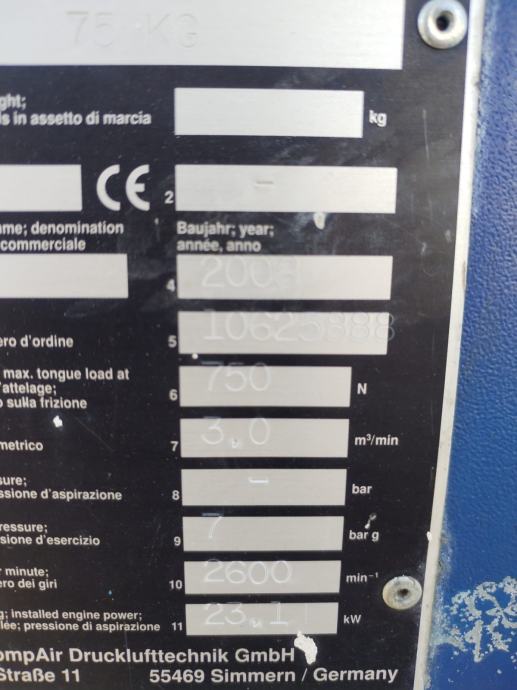 75 KG
ght;
is in assetto di marcia
kg
CE
2 -
me; denomination
commerciale
Baujahr; year;
année, anno
4
ero d'ordine
5 10625888
max. tongue load at
'attelage;
sulla frizione
6 750 N
metrico
7 3.0 m³/min
sure;
ssione d'aspirazione
8 - bar
ressure;
sione d'esercizio
9 7 bar g
r minute;
ero dei giri
10 2600 min⁻¹
g; installed engine power;
lée; pressione di aspirazione
11 23.1 kW
ompAir Drucklufttechnik GmbH
Straße 11 55469 Simmern / Germany